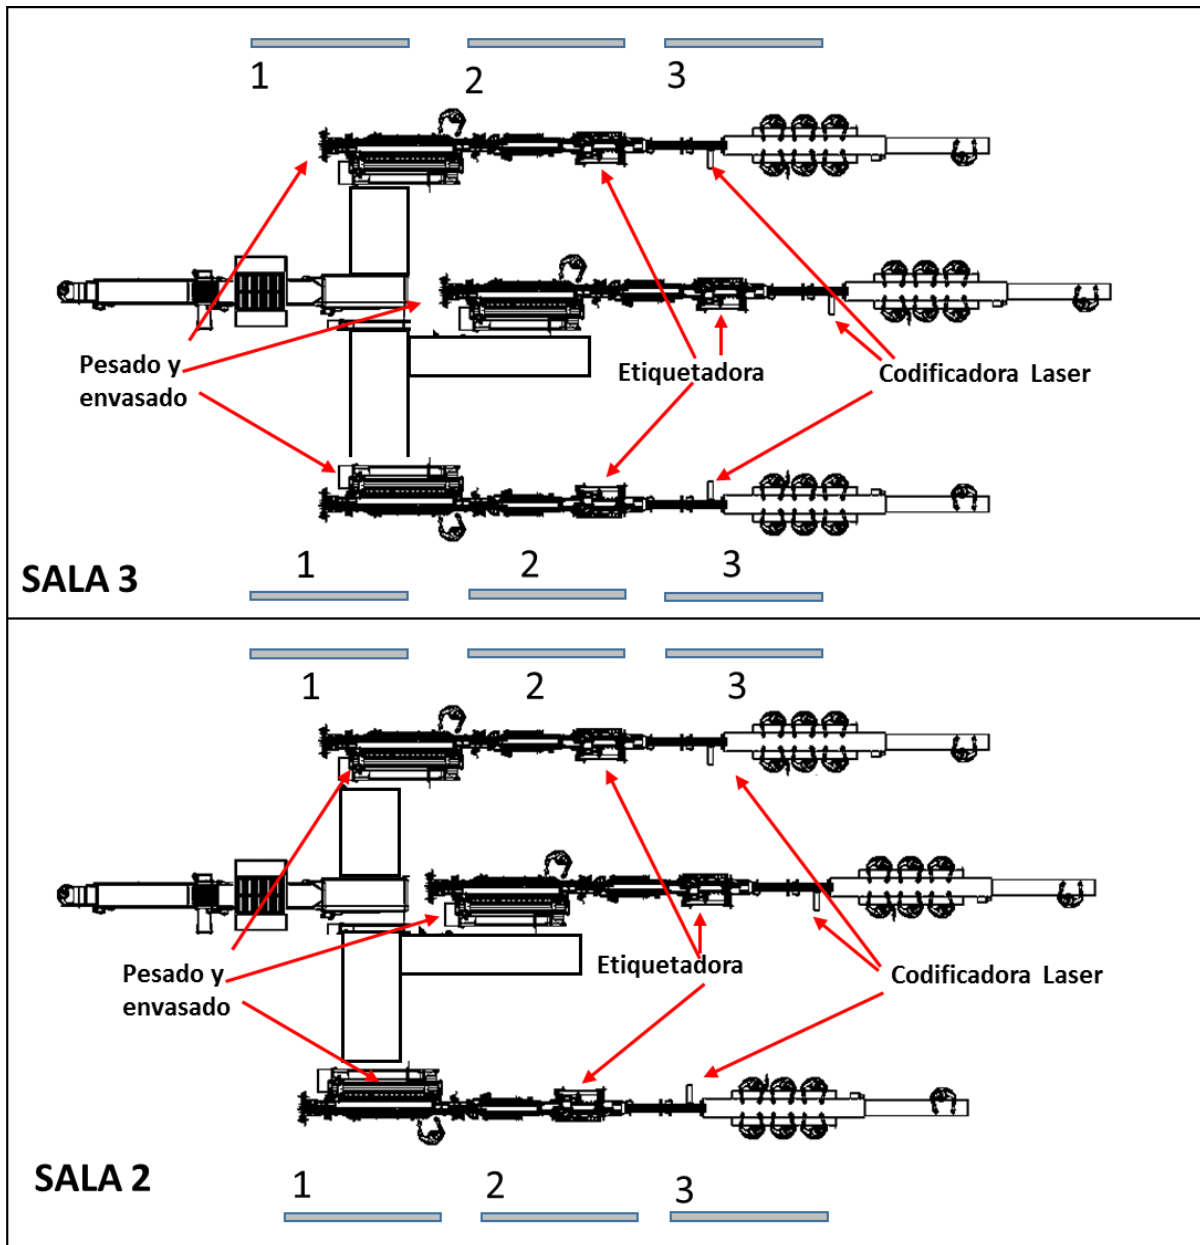 1 2 3
Pesado y
envasado
Etiquetadora
Codificadora Laser
1 2 3
SALA 3
1 2 3
Pesado y
envasado
Etiquetadora
Codificadora Laser
SALA 2
1 2 3